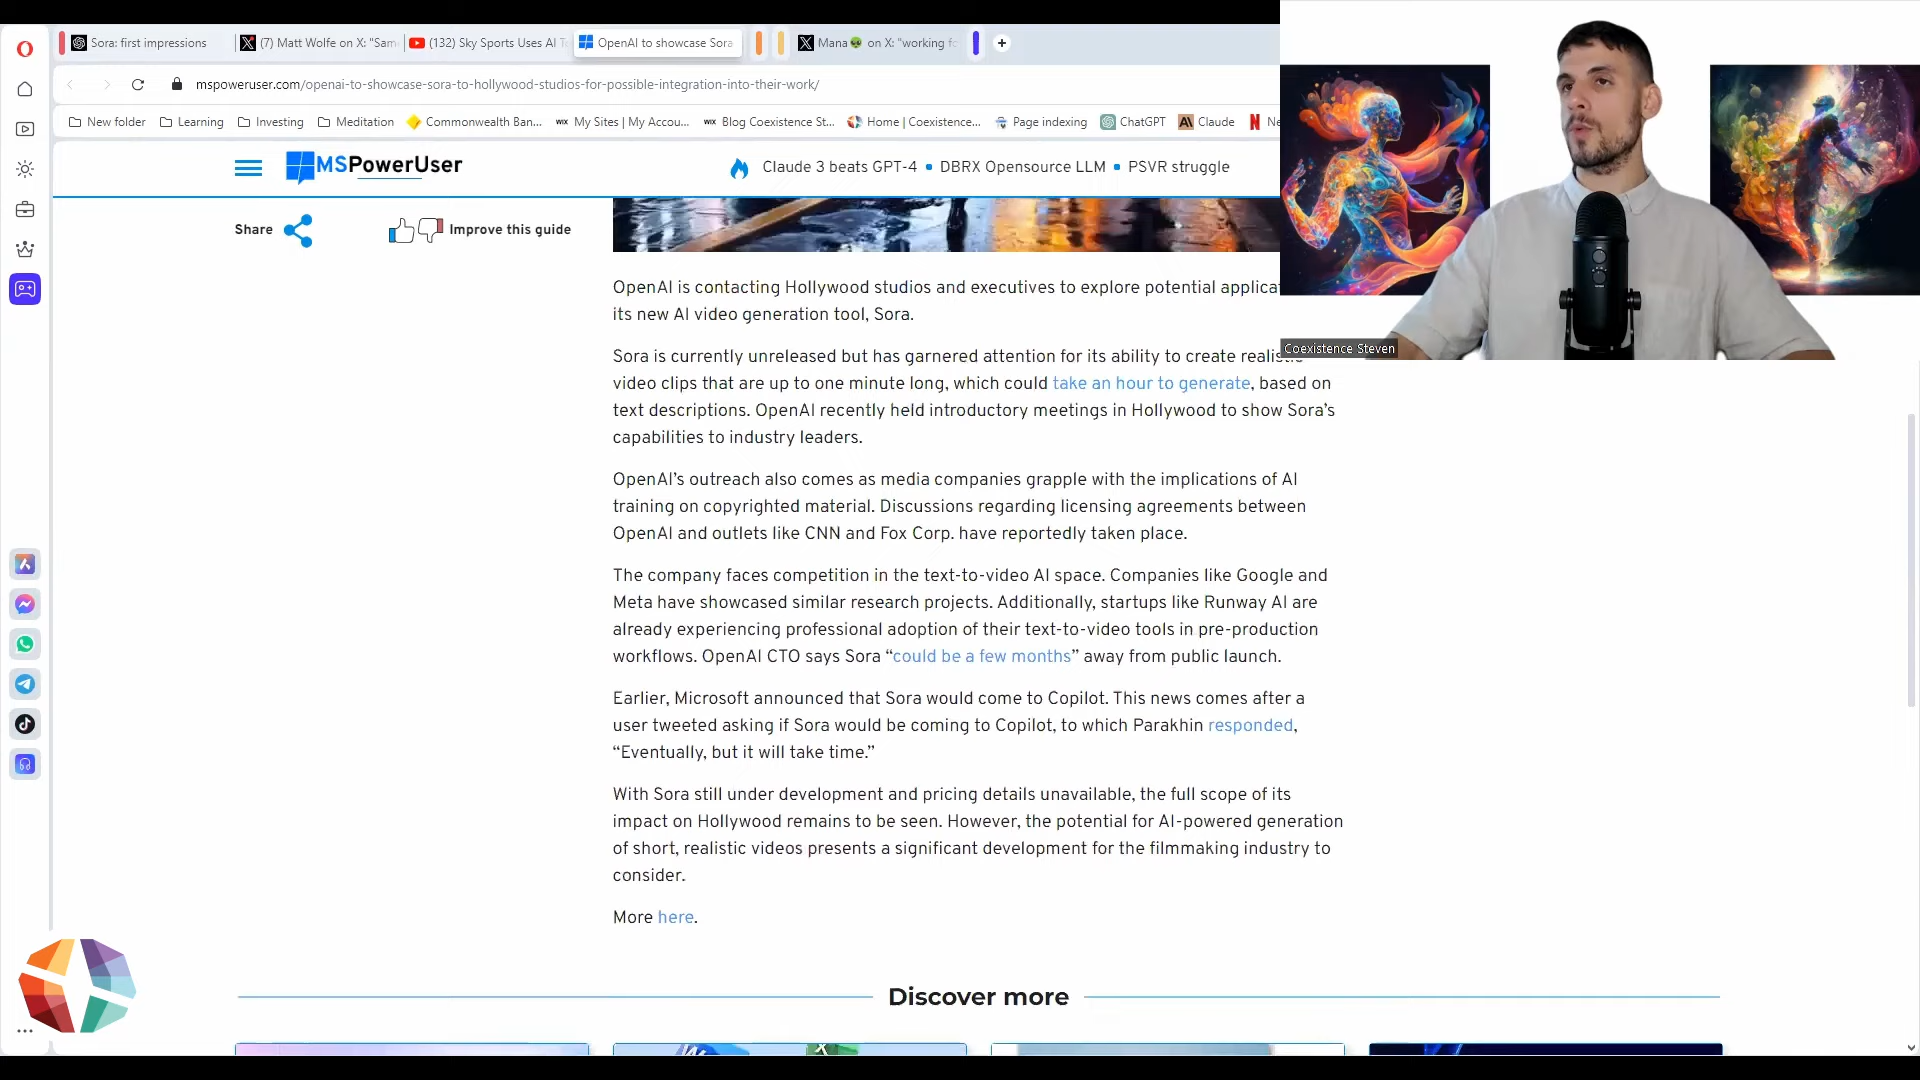 Sora: first impressions
(7) Matt Wolfe on X: "Sam
(132) Sky Sports Uses AI To
OpenAI to showcase Sora
Mana on X: "working fo
mspoweruser.com/openai-to-showcase-sora-to-hollywood-studios-for-possible-integration-into-their-work/
New folder
Learning
Investing
Meditation
Commonwealth Ban...
WIX My Sites | My Accou...
WIX Blog Coexistence St...
Home | Coexistence...
Page indexing
ChatGPT
AI Claude
N Ne
MSPowerUser
Claude 3 beats GPT-4 • DBRX Opensource LLM • PSVR struggle
Share
Improve this guide
Coexistence Steven
OpenAI is contacting Hollywood studios and executives to explore potential applicat
its new AI video generation tool, Sora.
Sora is currently unreleased but has garnered attention for its ability to create realistic
video clips that are up to one minute long, which could take an hour to generate, based on
text descriptions. OpenAI recently held introductory meetings in Hollywood to show Sora’s
capabilities to industry leaders.
OpenAI’s outreach also comes as media companies grapple with the implications of AI
training on copyrighted material. Discussions regarding licensing agreements between
OpenAI and outlets like CNN and Fox Corp. have reportedly taken place.
The company faces competition in the text-to-video AI space. Companies like Google and
Meta have showcased similar research projects. Additionally, startups like Runway AI are
already experiencing professional adoption of their text-to-video tools in pre-production
workflows. OpenAI CTO says Sora “could be a few months” away from public launch.
Earlier, Microsoft announced that Sora would come to Copilot. This news comes after a
user tweeted asking if Sora would be coming to Copilot, to which Parakhin responded,
“Eventually, but it will take time.”
With Sora still under development and pricing details unavailable, the full scope of its
impact on Hollywood remains to be seen. However, the potential for AI-powered generation
of short, realistic videos presents a significant development for the filmmaking industry to
consider.
More here.
Discover more